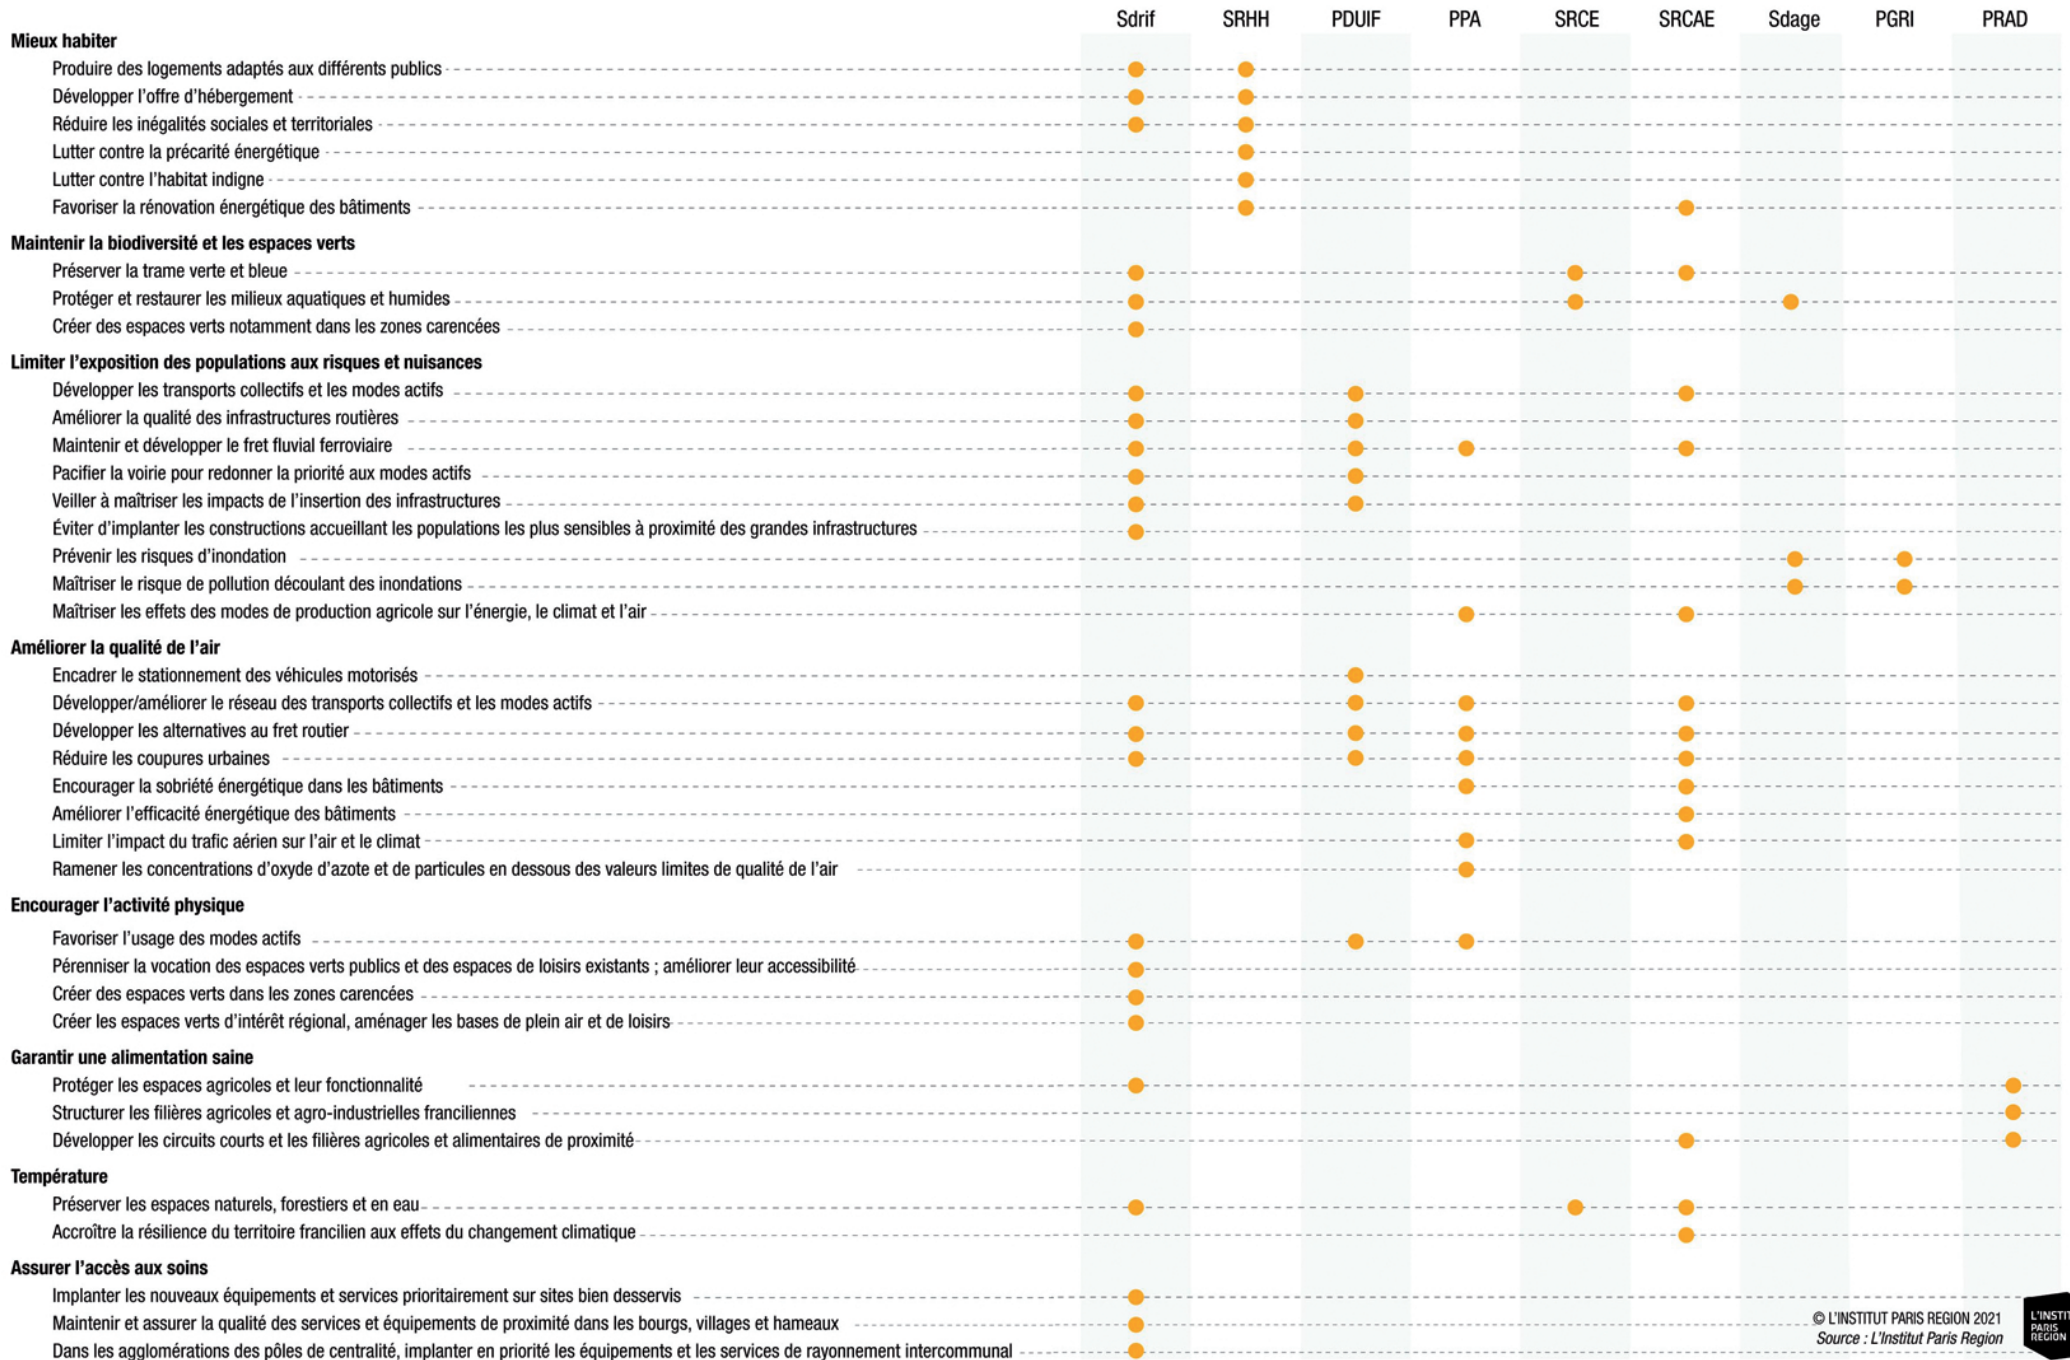 Sdrif SRHH PDUIF PPA SRCE SRCAE Sdage PGRI PRAD
Mieux habiter
Produire des logements adaptés aux différents publics
Développer l'offre d'hébergement
Réduire les inégalités sociales et territoriales
Lutter contre la précarité énergétique
Lutter contre l'habitat indigne
Favoriser la rénovation énergétique des bâtiments
Maintenir la biodiversité et les espaces verts
Préserver la trame verte et bleue
Protéger et restaurer les milieux aquatiques et humides
Créer des espaces verts notamment dans les zones carencées
Limiter l'exposition des populations aux risques et nuisances
Développer les transports collectifs et les modes actifs
Améliorer la qualité des infrastructures routières
Maintenir et développer le fret fluvial ferroviaire
Pacifier la voirie pour redonner la priorité aux modes actifs
Veiller à maîtriser les impacts de l'insertion des infrastructures
Éviter d'implanter les constructions accueillant les populations les plus sensibles à proximité des grandes infrastructures
Prévenir les risques d'inondation
Maîtriser le risque de pollution découlant des inondations
Maîtriser les effets des modes de production agricole sur l'énergie, le climat et l'air
Améliorer la qualité de l'air
Encadrer le stationnement des véhicules motorisés
Développer/améliorer le réseau des transports collectifs et les modes actifs
Développer les alternatives au fret routier
Réduire les coupures urbaines
Encourager la sobriété énergétique dans les bâtiments
Améliorer l'efficacité énergétique des bâtiments
Limiter l'impact du trafic aérien sur l'air et le climat
Ramener les concentrations d'oxyde d'azote et de particules en dessous des valeurs limites de qualité de l'air
Encourager l'activité physique
Favoriser l'usage des modes actifs
Pérenniser la vocation des espaces verts publics et des espaces de loisirs existants ; améliorer leur accessibilité
Créer des espaces verts dans les zones carencées
Créer les espaces verts d'intérêt régional, aménager les bases de plein air et de loisirs
Garantir une alimentation saine
Protéger les espaces agricoles et leur fonctionnalité
Structurer les filières agricoles et agro-industrielles franciliennes
Développer les circuits courts et les filières agricoles et alimentaires de proximité
Température
Préserver les espaces naturels, forestiers et en eau
Accroître la résilience du territoire francilien aux effets du changement climatique
Assurer l'accès aux soins
Implanter les nouveaux équipements et services prioritairement sur sites bien desservis
Maintenir et assurer la qualité des services et équipements de proximité dans les bourgs, villages et hameaux
Dans les agglomérations des pôles de centralité, implanter en priorité les équipements et les services de rayonnement intercommunal
© L'INSTITUT PARIS REGION 2021
Source : L'Institut Paris Region
L'INSTIT
PARIS
REGION